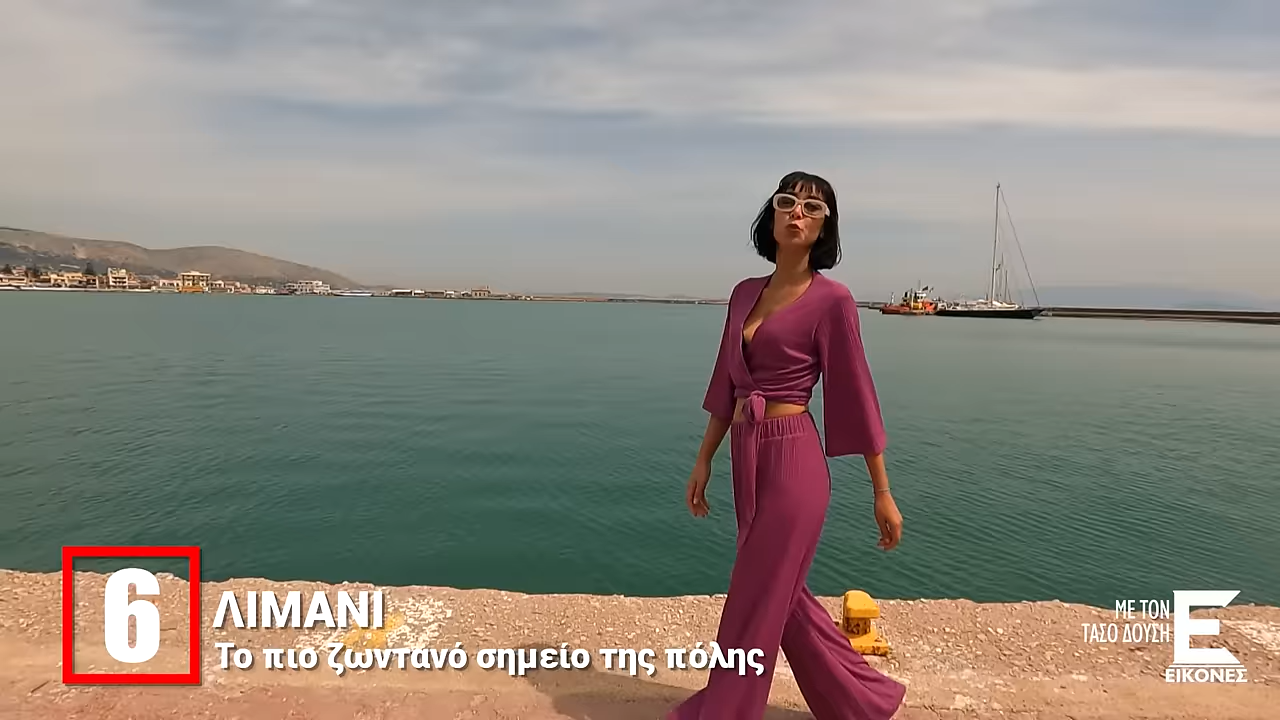 6
ΛΙΜΑΝΙ
Το πιο ζωντανό σημείο της πόλης
ΜΕ ΤΟΝ
ΤΑΣΟ ΔΟΥΣΗ
Ε
ΕΙΚΟΝΕΣ